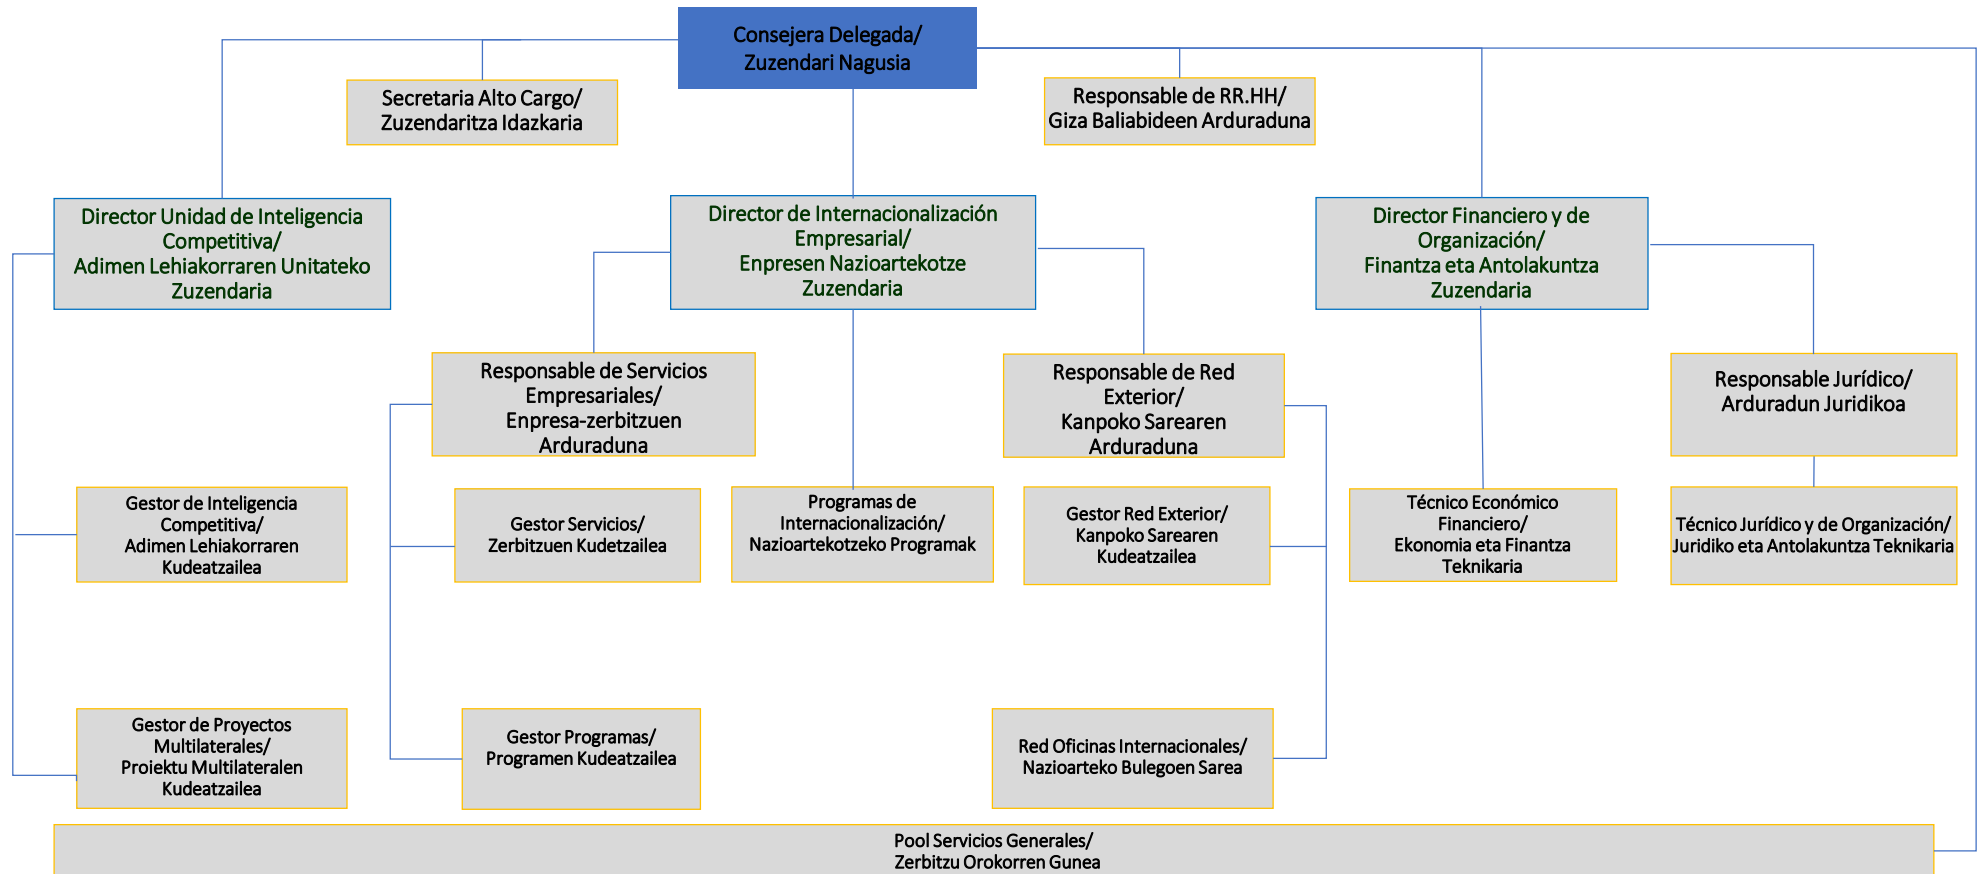 Consejera Delegada/
Zuzendari Nagusia
Secretaria Alto Cargo/
Zuzendaritza Idazkaria
Responsable de RR.HH/
Giza Baliabideen Arduraduna
Director Unidad de Inteligencia
Competitiva/
Adimen Lehiakorraren Unitateko
Zuzendaria
Director de Internacionalización
Empresarial/
Enpresen Nazioartekotze
Zuzendaria
Director Financiero y de
Organización/
Finantza eta Antolakuntza
Zuzendaria
Responsable de Servicios
Empresariales/
Enpresa-zerbitzuen
Arduraduna
Responsable de Red
Exterior/
Kanpoko Sarearen
Arduraduna
Responsable Jurídico/
Arduradun Juridikoa
Gestor de Inteligencia
Competitiva/
Adimen Lehiakorraren
Kudeatzailea
Gestor Servicios/
Zerbitzuen Kudetzailea
Programas de
Internacionalización/
Nazioartekotzeko Programak
Gestor Red Exterior/
Kanpoko Sarearen
Kudeatzailea
Técnico Económico
Financiero/
Ekonomia eta Finantza
Teknikaria
Técnico Jurídico y de Organización/
Juridiko eta Antolakuntza Teknikaria
Gestor de Proyectos
Multilaterales/
Proiektu Multilateralen
Kudeatzailea
Gestor Programas/
Programen Kudeatzailea
Red Oficinas Internacionales/
Nazioarteko Bulegoen Sarea
Pool Servicios Generales/
Zerbitzu Orokorren Gunea